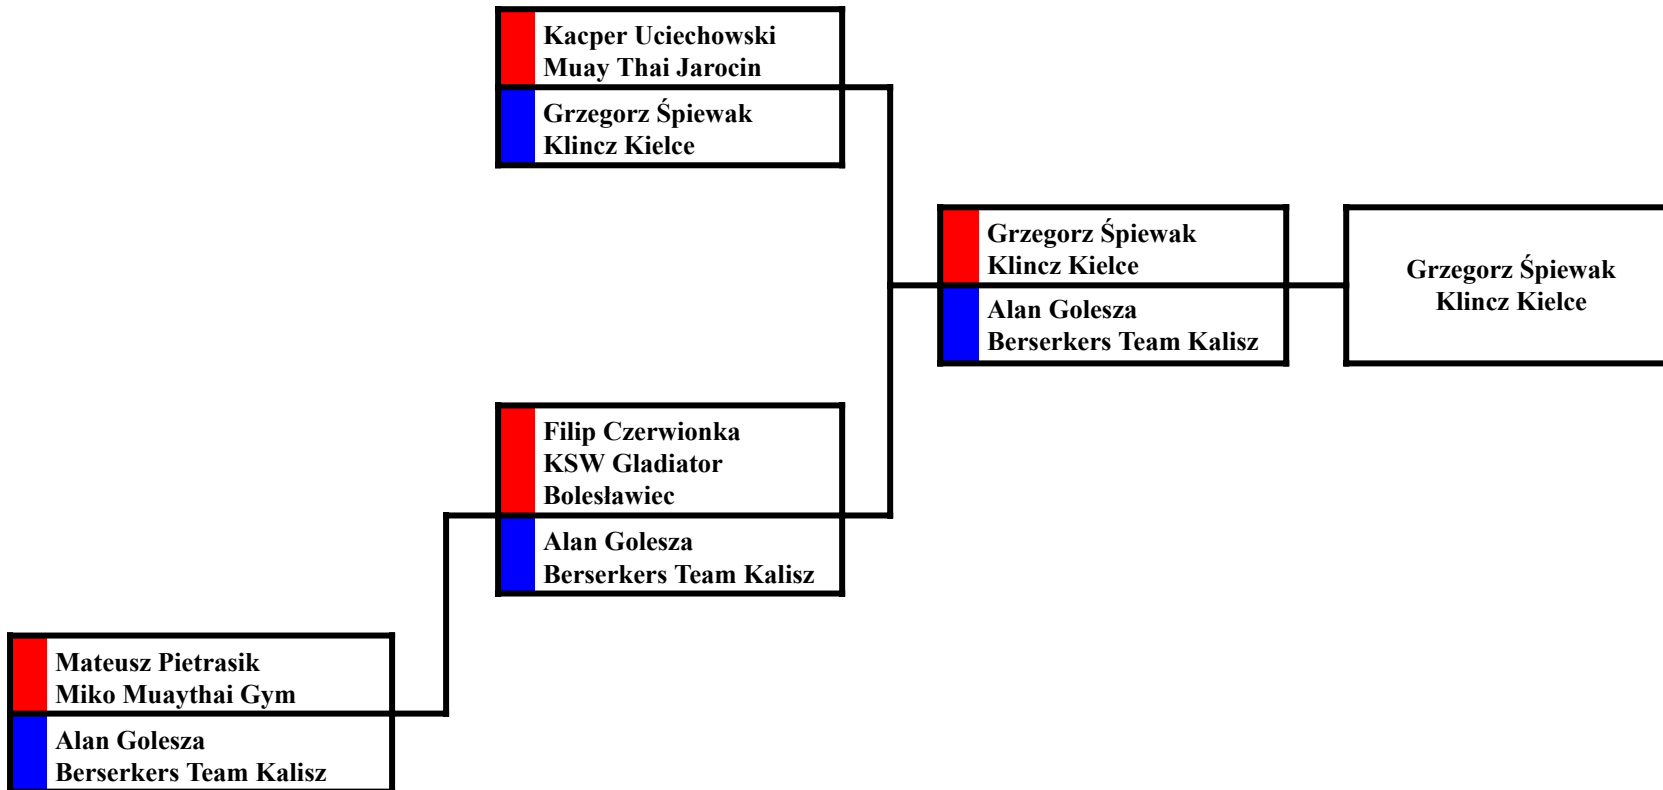 Kacper Uciechowski
Muay Thai Jarocin
Grzegorz Śpiewak
Klincz Kielce
Grzegorz Śpiewak
Klincz Kielce
Alan Golesza
Berserkers Team Kalisz
Grzegorz Śpiewak
Klincz Kielce
Filip Czerwionka
KSW Gladiator
Bolesławiec
Alan Golesza
Berserkers Team Kalisz
Mateusz Pietrasik
Miko Muaythai Gym
Alan Golesza
Berserkers Team Kalisz